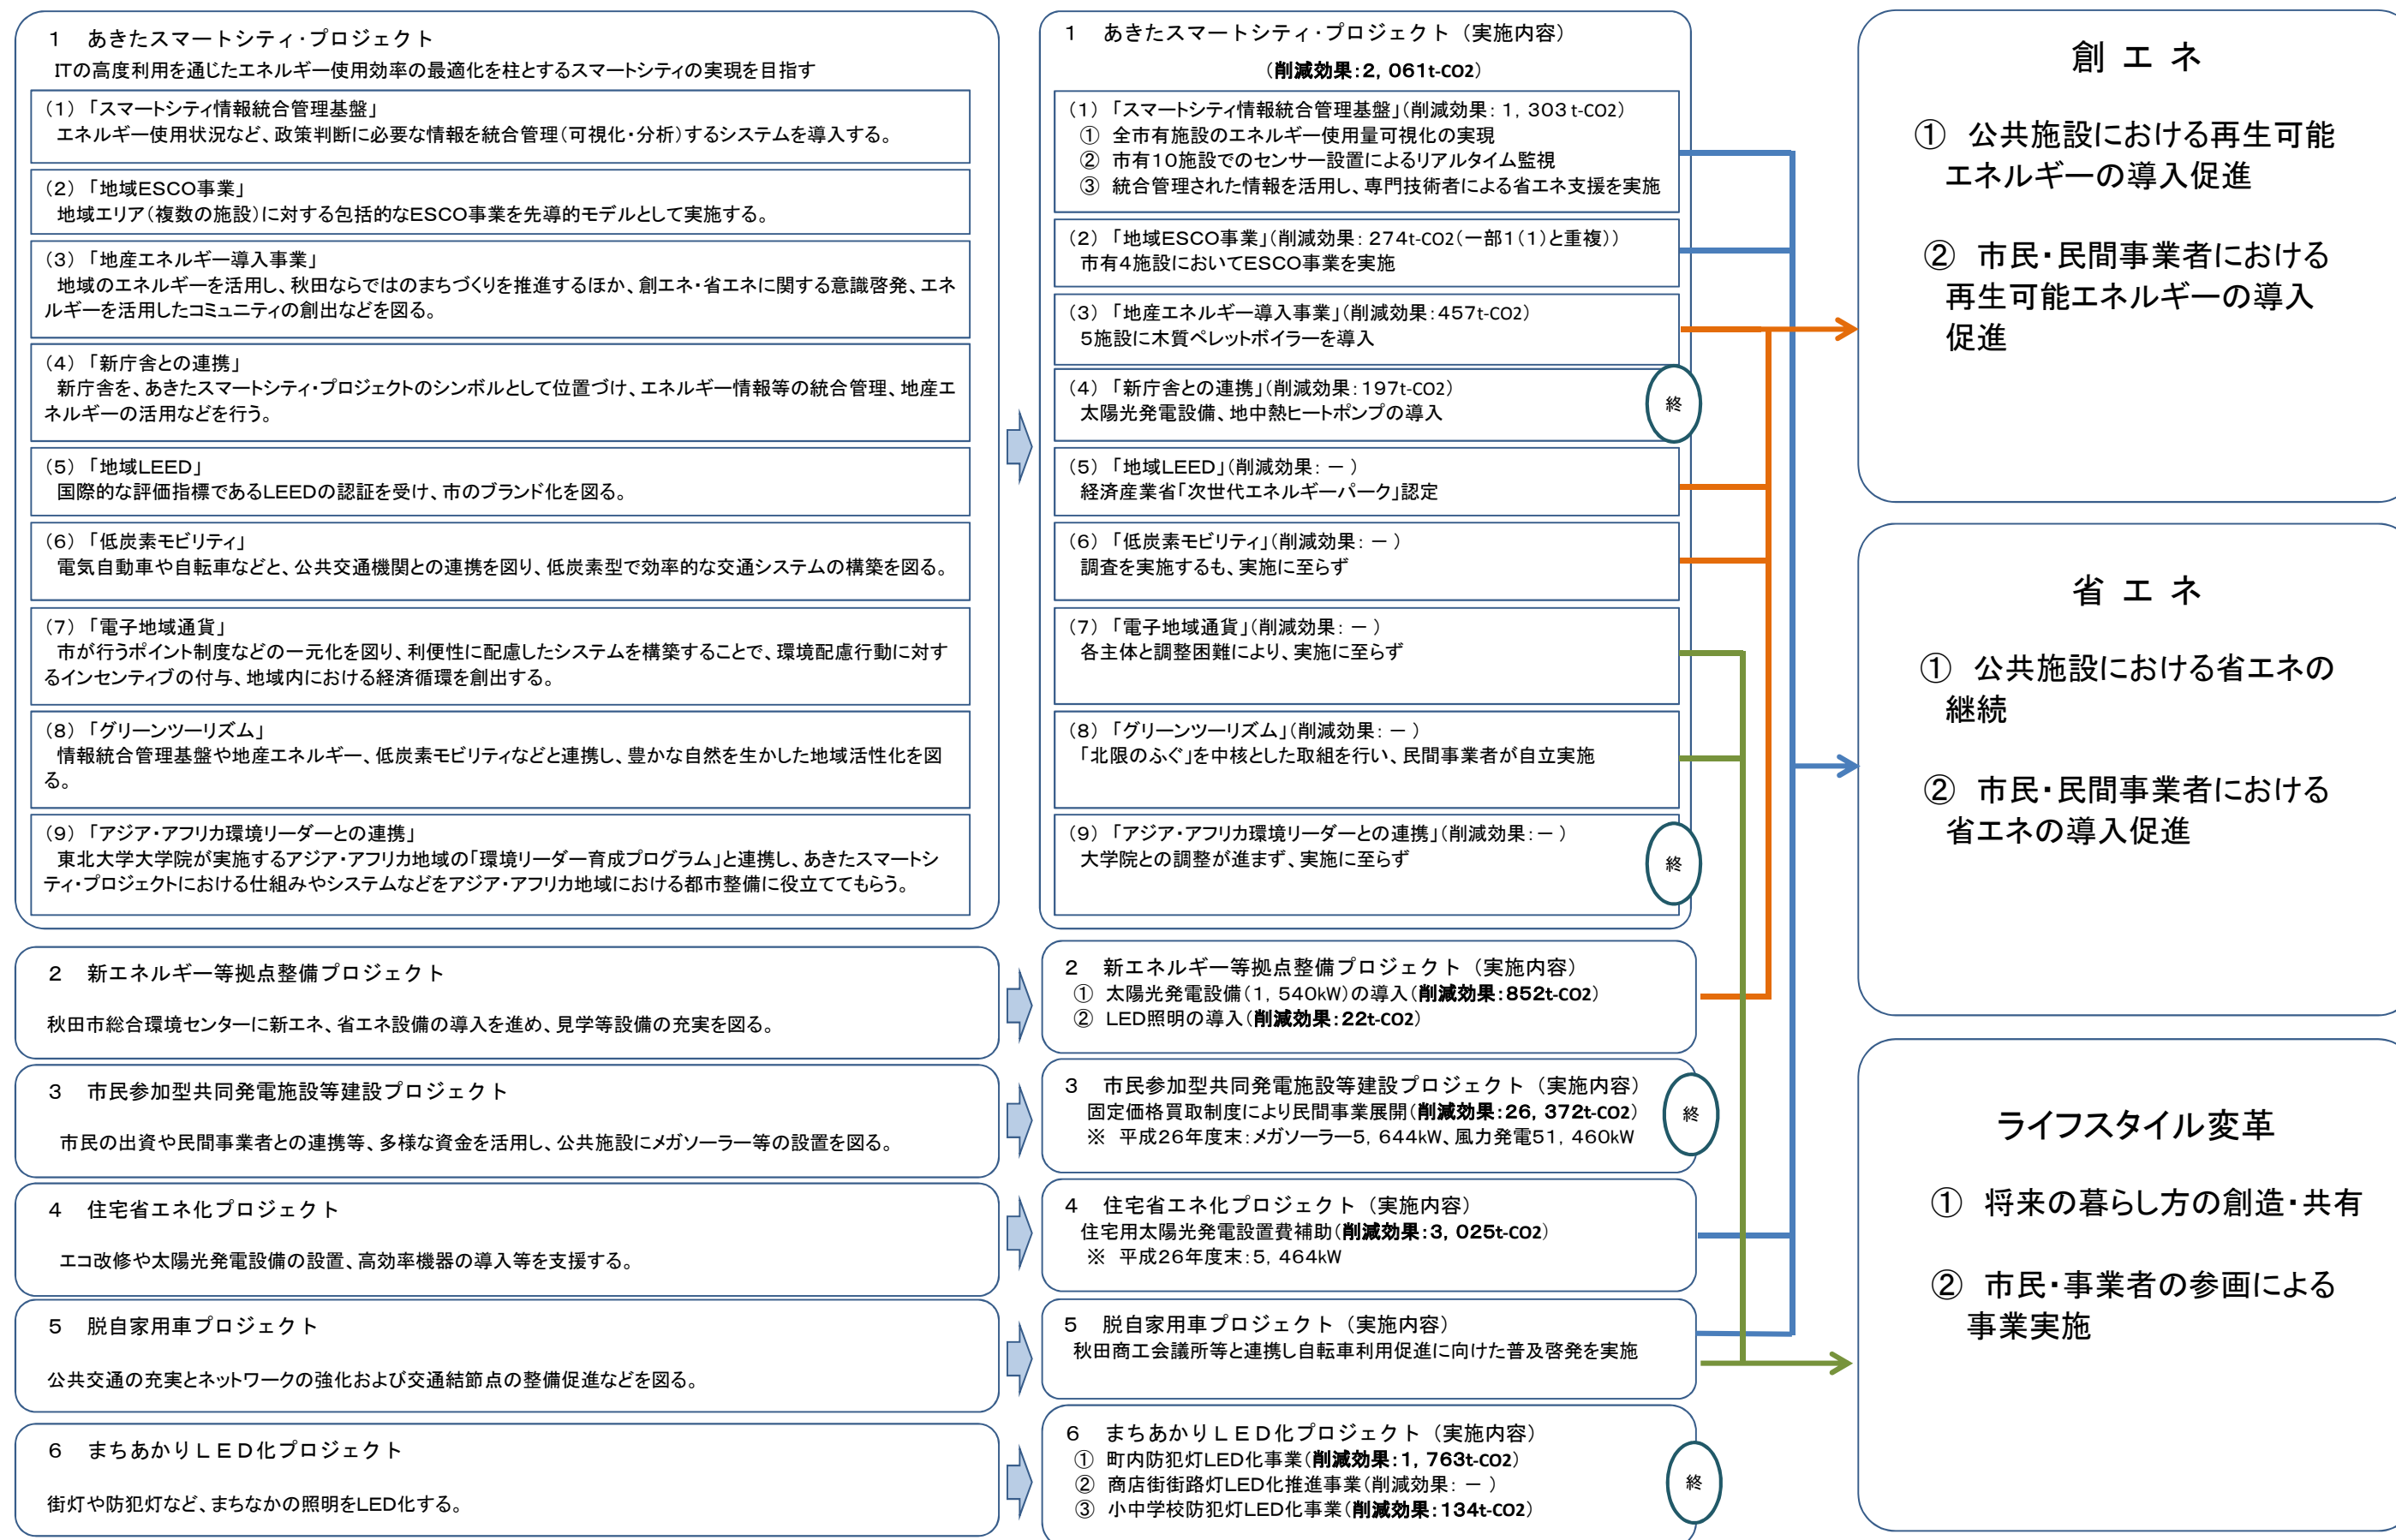 1 あきたスマートシティ・プロジェクト
ITの高度利用を通じたエネルギー使用効率の最適化を柱とするスマートシティの実現を目指す
(1)「スマートシティ情報統合管理基盤」
エネルギー使用状況など、政策判断に必要な情報を統合管理(可視化・分析)するシステムを導入する。
(2)「地域ESCO事業」
地域エリア(複数の施設)に対する包括的なESCO事業を先導的モデルとして実施する。
(3)「地産エネルギー導入事業」
地域のエネルギーを活用し、秋田ならではのまちづくりを推進するほか、創エネ・省エネに関する意識啓発、エネ
ルギーを活用したコミュニティの創出などを図る。
(4)「新庁舎との連携」
新庁舎を、あきたスマートシティ・プロジェクトのシンボルとして位置づけ、エネルギー情報等の統合管理、地産エ
ネルギーの活用などを行う。
(5)「地域LEED」
国際的な評価指標であるLEEDの認証を受け、市のブランド化を図る。
(6)「低炭素モビリティ」
電気自動車や自転車などと、公共交通機関との連携を図り、低炭素型で効率的な交通システムの構築を図る。
(7)「電子地域通貨」
市が行うポイント制度などの一元化を図り、利便性に配慮したシステムを構築することで、環境配慮行動に対す
るインセンティブの付与、地域内における経済循環を創出する。
(8)「グリーンツーリズム」
情報統合管理基盤や地産エネルギー、低炭素モビリティなどと連携し、豊かな自然を生かした地域活性化を図
る。
(9)「アジア・アフリカ環境リーダーとの連携」
東北大学大学院が実施するアジア・アフリカ地域の「環境リーダー育成プログラム」と連携し、あきたスマートシ
ティ・プロジェクトにおける仕組みやシステムなどをアジア・アフリカ地域における都市整備に役立ててもらう。
2 新エネルギー等拠点整備プロジェクト
秋田市総合環境センターに新エネ、省エネ設備の導入を進め、見学等設備の充実を図る。
3 市民参加型共同発電施設等建設プロジェクト
市民の出資や民間事業者との連携等、多様な資金を活用し、公共施設にメガソーラー等の設置を図る。
4 住宅省エネ化プロジェクト
エコ改修や太陽光発電設備の設置、高効率機器の導入等を支援する。
5 脱自家用車プロジェクト
公共交通の充実とネットワークの強化および交通結節点の整備促進などを図る。
6 まちあかりLED化プロジェクト
街灯や防犯灯など、まちなかの照明をLED化する。
1 あきたスマートシティ・プロジェクト(実施内容)
(削減効果:2,061t-CO2)
(1)「スマートシティ情報統合管理基盤」(削減効果:1,303t-CO2)
① 全市有施設のエネルギー使用量可視化の実現
② 市有10施設でのセンサー設置によるリアルタイム監視
③ 統合管理された情報を活用し、専門技術者による省エネ支援を実施
(2)「地域ESCO事業」(削減効果:274t-CO2(一部1(1)と重複))
市有4施設においてESCO事業を実施
(3)「地産エネルギー導入事業」(削減効果:457t-CO2)
5施設に木質ペレットボイラーを導入
(4)「新庁舎との連携」(削減効果:197t-CO2)
太陽光発電設備、地中熱ヒートポンプの導入
終
(5)「地域LEED」(削減効果:-)
経済産業省「次世代エネルギーパーク」認定
(6)「低炭素モビリティ」(削減効果:-)
調査を実施するも、実施に至らず
(7)「電子地域通貨」(削減効果:-)
各主体と調整困難により、実施に至らず
(8)「グリーンツーリズム」(削減効果:-)
「北限のふぐ」を中核とした取組を行い、民間事業者が自立実施
(9)「アジア・アフリカ環境リーダーとの連携」(削減効果:-)
大学院との調整が進まず、実施に至らず
終
2 新エネルギー等拠点整備プロジェクト(実施内容)
① 太陽光発電設備(1,540kW)の導入(削減効果:852t-CO2)
② LED照明の導入(削減効果:22t-CO2)
3 市民参加型共同発電施設等建設プロジェクト(実施内容)
固定価格買取制度により民間事業展開(削減効果:26,372t-CO2)
※ 平成26年度末:メガソーラー5,644kW、風力発電51,460kW
終
4 住宅省エネ化プロジェクト(実施内容)
住宅用太陽光発電設置費補助(削減効果:3,025t-CO2)
※ 平成26年度末:5,464kW
5 脱自家用車プロジェクト(実施内容)
秋田商工会議所等と連携し自転車利用促進に向けた普及啓発を実施
6 まちあかりLED化プロジェクト(実施内容)
① 町内防犯灯LED化事業(削減効果:1,763t-CO2)
② 商店街街路灯LED化推進事業(削減効果:-)
③ 小中学校防犯灯LED化事業(削減効果:134t-CO2)
終
創エネ
① 公共施設における再生可能
エネルギーの導入促進
② 市民・民間事業者における
再生可能エネルギーの導入
促進
省エネ
① 公共施設における省エネの
継続
② 市民・民間事業者における
省エネの導入促進
ライフスタイル変革
① 将来の暮らし方の創造・共有
② 市民・事業者の参画による
事業実施